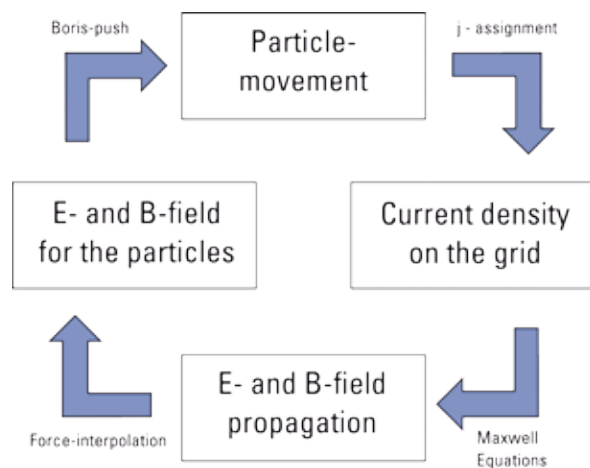 Boris-push
Particle-
movement
j - assignment
E- and B-field
for the particles
Current density
on the grid
E- and B-field
propagation
Force-interpolation
Maxwell
Equations